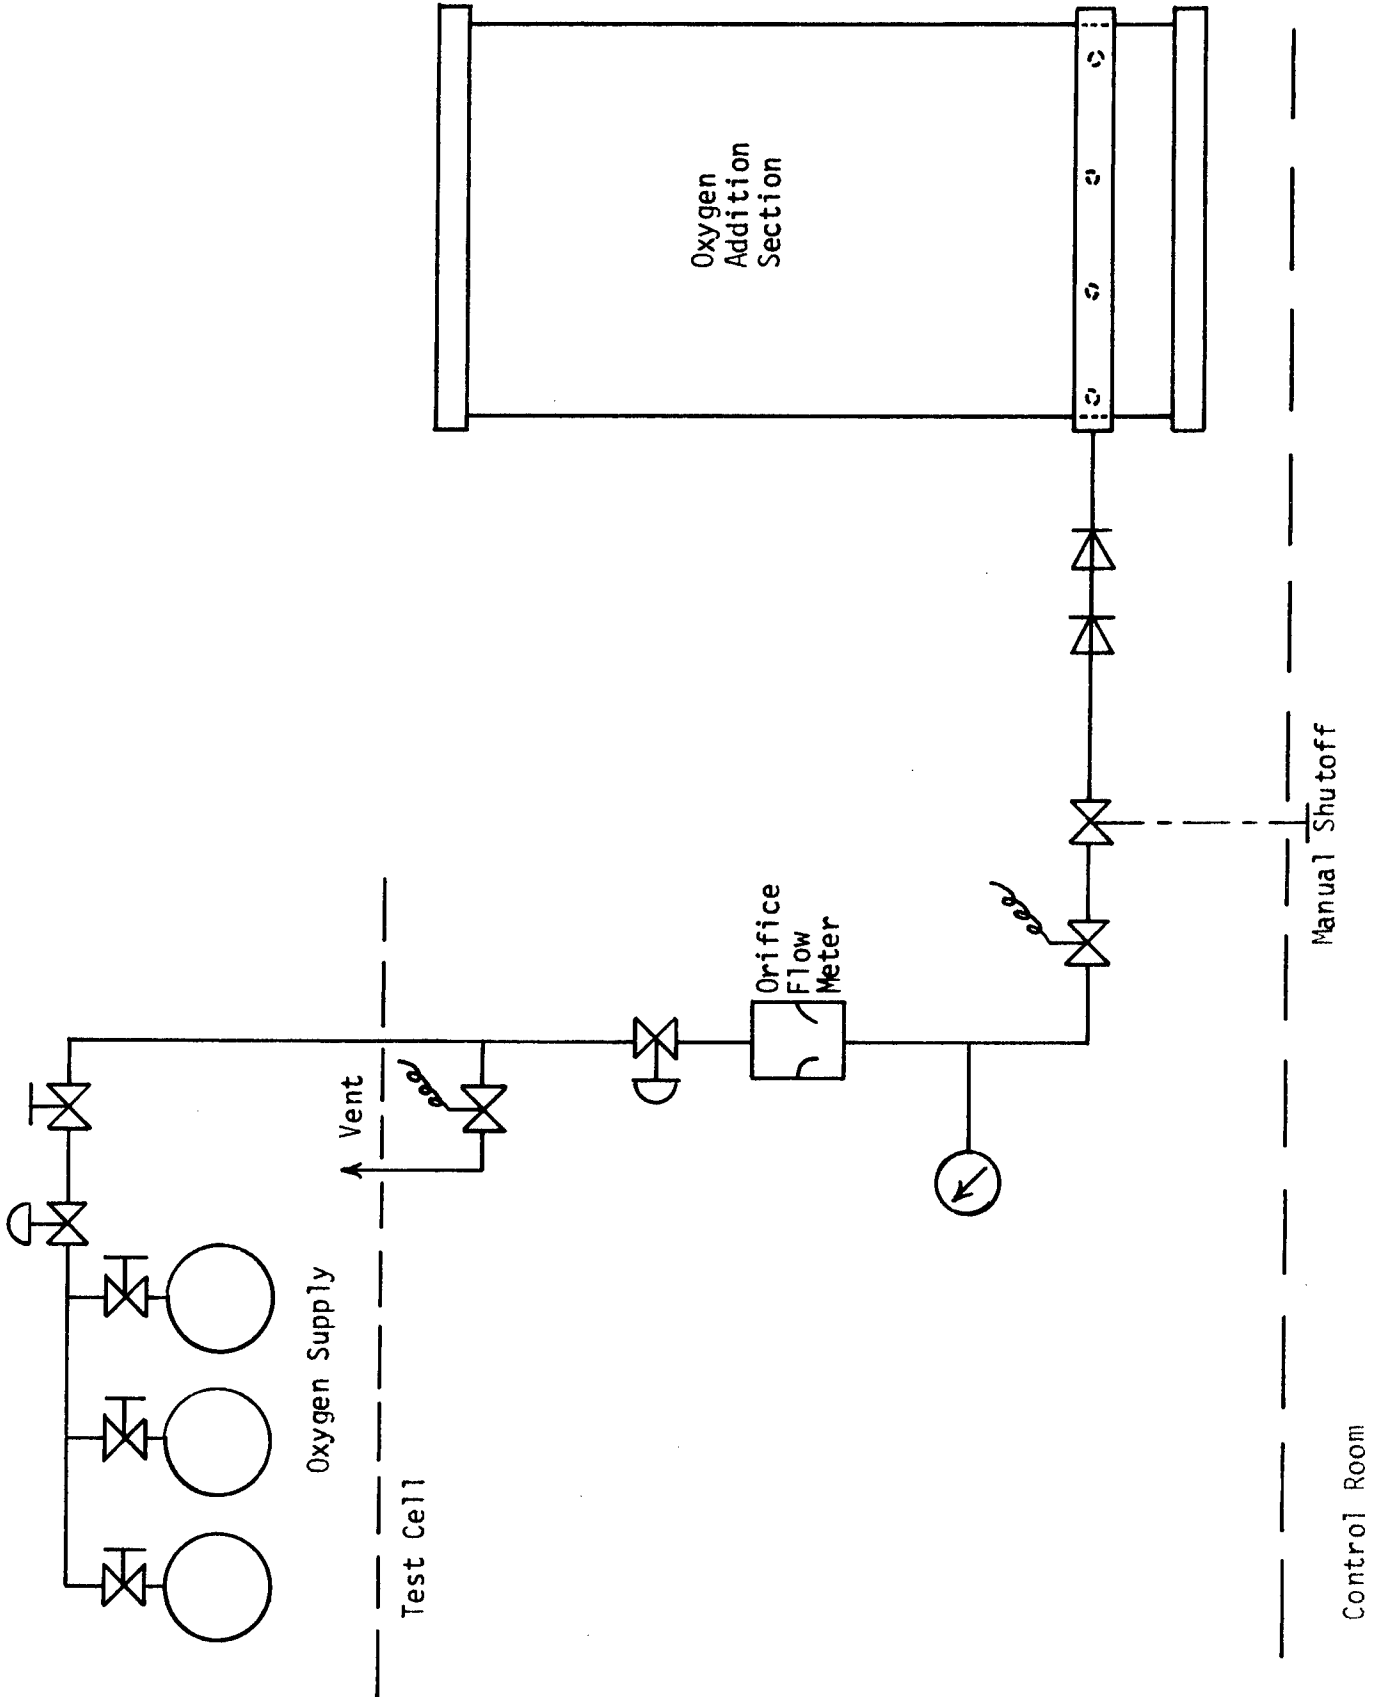 Oxygen
Addition
Section
Orifice
Flow
Meter
Vent
Oxygen Supply
Test Cell
Manual Shutoff
Control Room